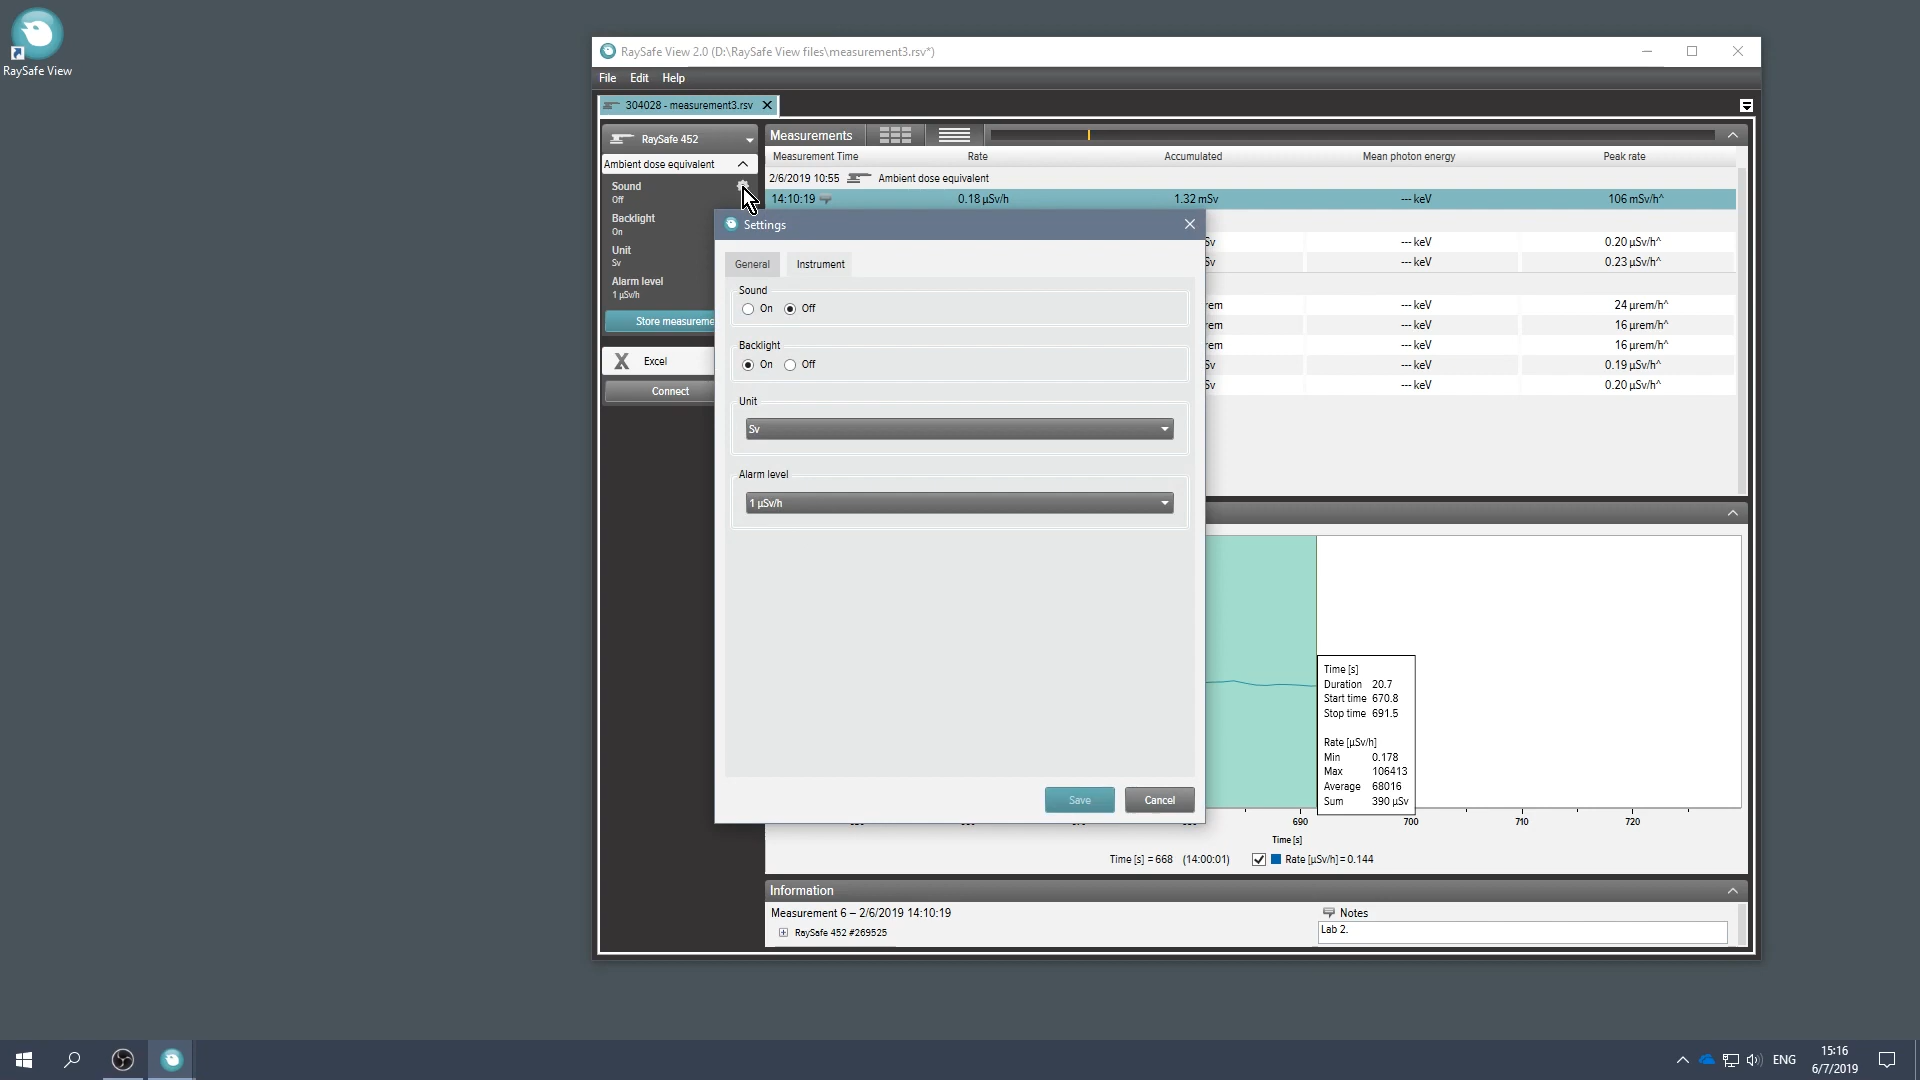 RaySafe View
RaySafe View 2.0 (D:\RaySafe View files\measurement3.rsv*)
File Edit Help
304028 - measurement3.rsv
RaySafe 452
Ambient dose equivalent
Sound
Off
Backlight
On
Unit
Sv
Alarm level
1 µSv/h
Store measureme
Excel
Connect
Measurements
Measurement Time Rate Accumulated Mean photon energy Peak rate
2/6/2019 10:55 Ambient dose equivalent
14:10:19 0.18 µSv/h 1.32 mSv --- keV 106 mSv/h^
Sv --- keV 0.20 µSv/h^
Sv --- keV 0.23 µSv/h^
rem --- keV 24 µrem/h^
rem --- keV 16 µrem/h^
rem --- keV 16 µrem/h^
Sv --- keV 0.19 µSv/h^
Sv --- keV 0.20 µSv/h^
Settings
General Instrument
Sound
On Off
Backlight
On Off
Unit
Sv
Alarm level
1 µSv/h
Save Cancel
Time [s]
Duration 20.7
Start time 670.8
Stop time 691.5
Rate [µSv/h]
Min 0.178
Max 106413
Average 68016
Sum 390 µSv
690 700 710 720
Time [s]
Time [s] = 668 (14:00:01) Rate [µSv/h] = 0.144
Information
Measurement 6 – 2/6/2019 14:10:19
RaySafe 452 #269525
Notes
Lab 2.
ENG
15:16
6/7/2019